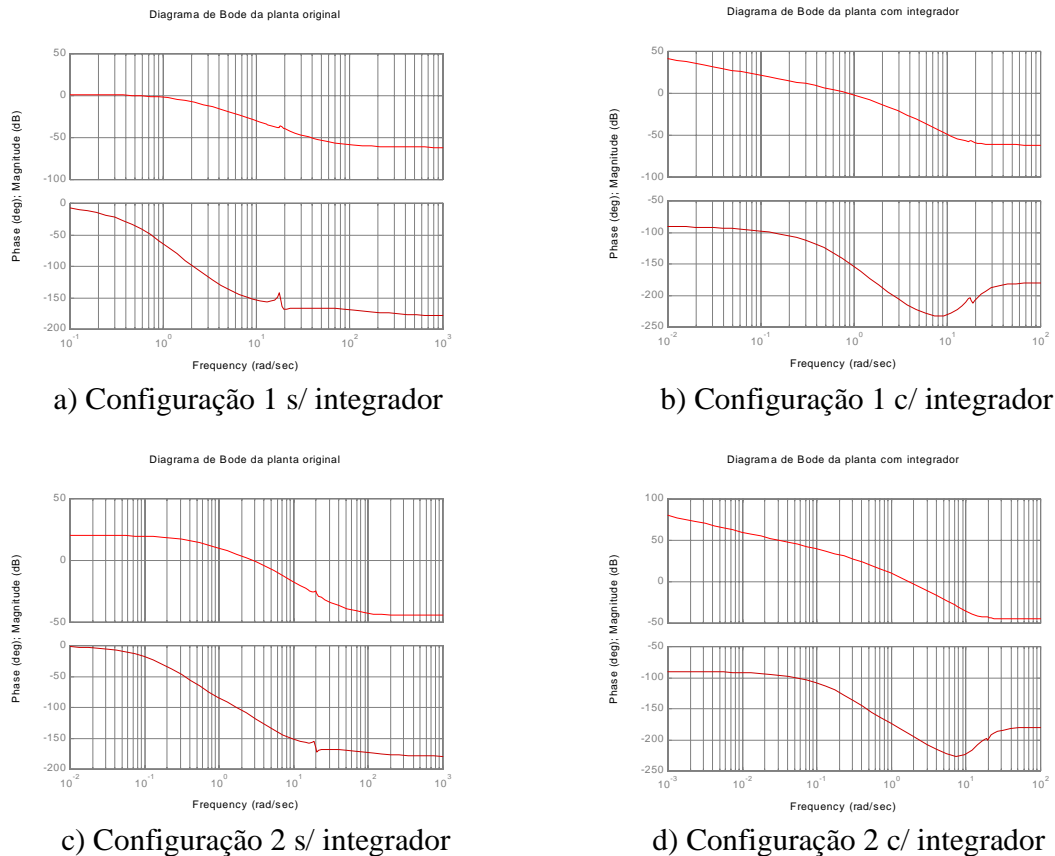 Diagrama de Bode da planta original
Phase (deg); Magnitude (dB)
50
0
-50
-100
0
-50
-100
-150
-200
10^-1 10^0 10^1 10^2 10^3
Frequency (rad/sec)
a) Configuração 1 s/ integrador
Diagrama de Bode da planta com integrador
Phase (deg); Magnitude (dB)
50
0
-50
-100
-50
-100
-150
-200
-250
10^-2 10^-1 10^0 10^1 10^2
Frequency (rad/sec)
b) Configuração 1 c/ integrador
Diagrama de Bode da planta original
Phase (deg); Magnitude (dB)
50
0
-50
0
-50
-100
-150
-200
10^-2 10^-1 10^0 10^1 10^2 10^3
Frequency (rad/sec)
c) Configuração 2 s/ integrador
Diagrama de Bode da planta com integrador
Phase (deg); Magnitude (dB)
100
50
0
-50
-50
-100
-150
-200
-250
10^-3 10^-2 10^-1 10^0 10^1 10^2
Frequency (rad/sec)
d) Configuração 2 c/ integrador